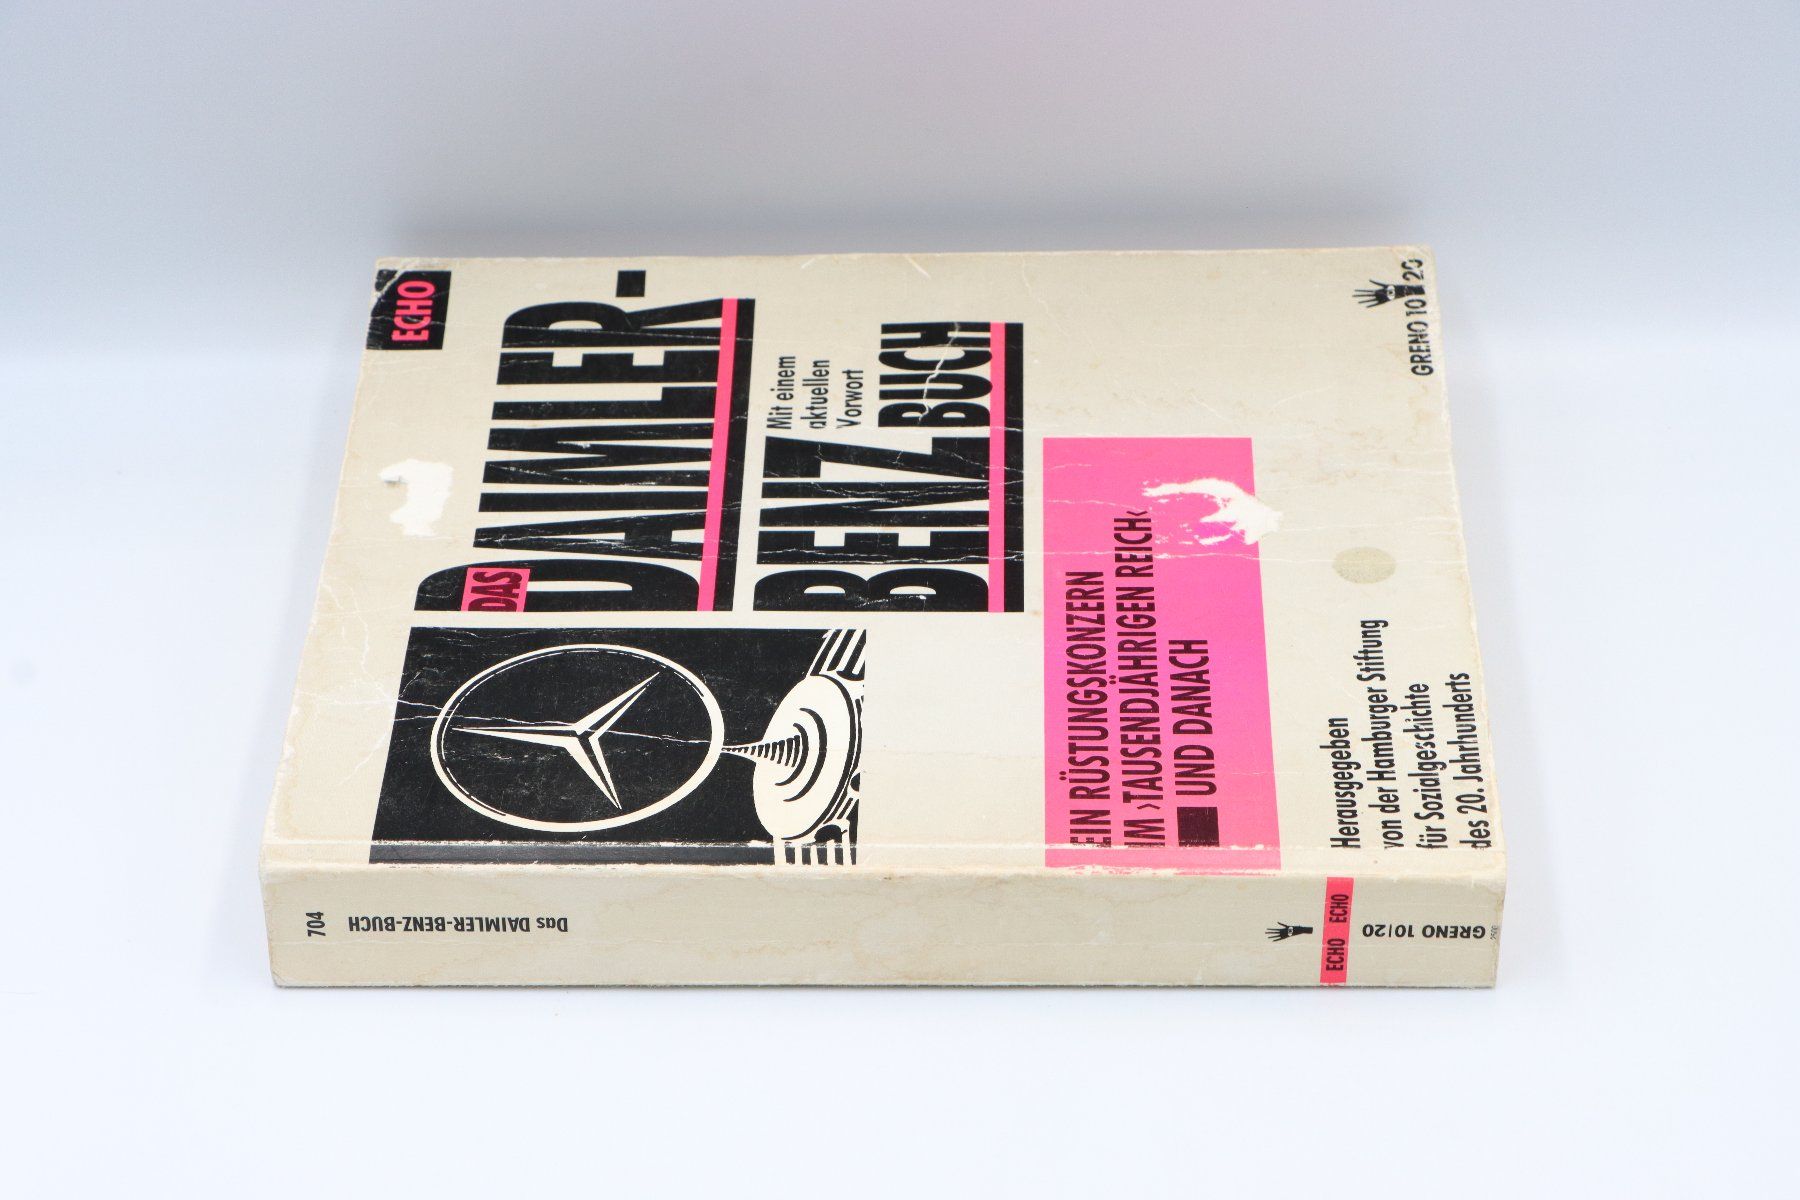 ECHO
DAS
DAIMLER-
Mit einem
aktuellen
Vorwort
BENZ BUCH
EIN RÜSTUNGSKONZERN
IM ›TAUSENDJÄHRIGEN REICH‹
UND DANACH
Herausgegeben
von der Hamburger Stiftung
für Sozialgeschichte
des 20. Jahrhunderts
GRENO 10 20
704
Das DAIMLER-BENZ-BUCH
ECHO ECHO
GRENO 10|20
2500